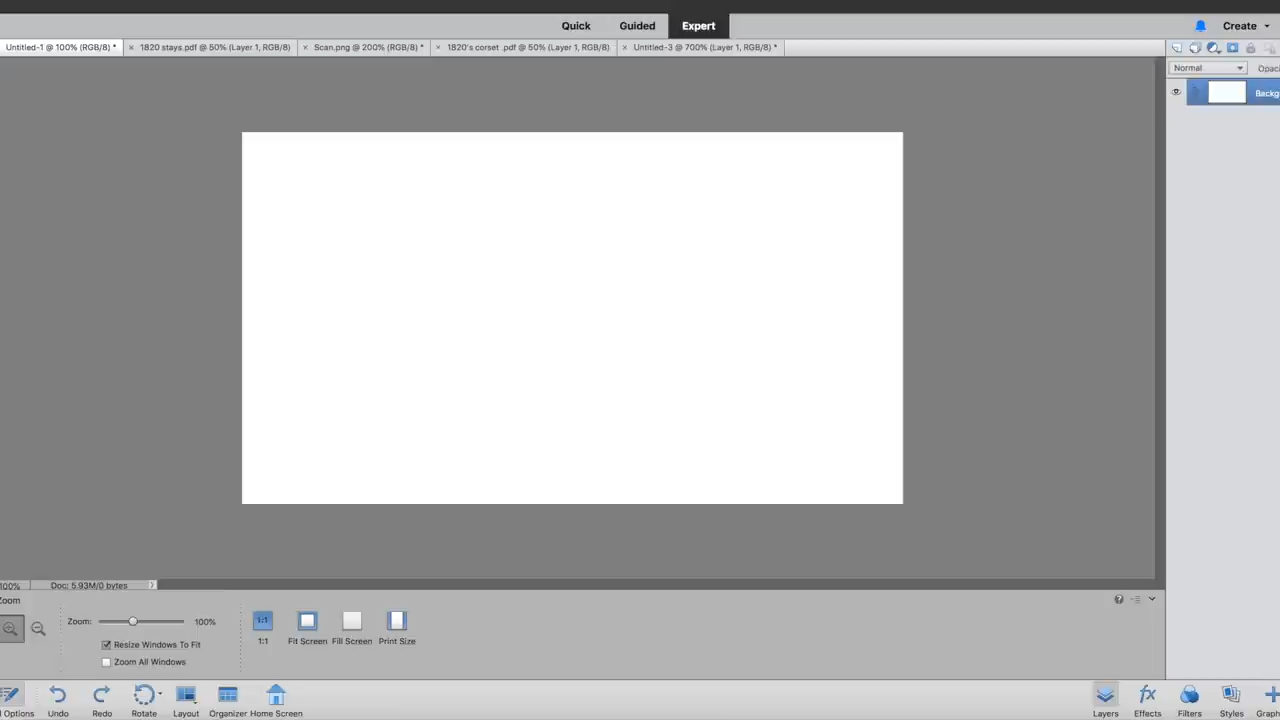 Quick Guided Expert Create
Untitled-1 @ 100% (RGB/8) * × 1820 stays.pdf @ 50% (Layer 1, RGB/8) × Scan.png @ 200% (RGB/8) * × 1820's corset .pdf @ 50% (Layer 1, RGB/8) × Untitled-3 @ 700% (Layer 1, RGB/8) *
Normal Opac
Backg
100% Doc: 5.93M/0 bytes
Zoom
Zoom: 100% 1:1
Resize Windows To Fit 1:1 Fit Screen Fill Screen Print Size
Zoom All Windows
Options Undo Redo Rotate Layout Organizer Home Screen Layers Effects Filters Styles Graph